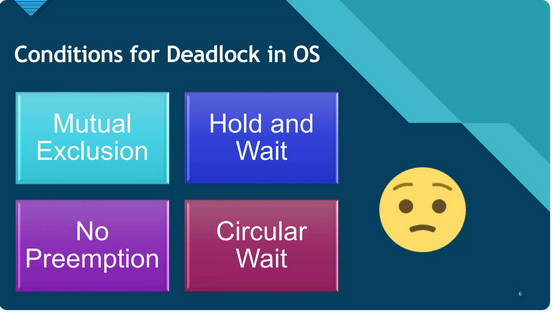 Conditions for Deadlock in OS
Mutual
Exclusion
Hold and
Wait
No
Preemption
Circular
Wait
6